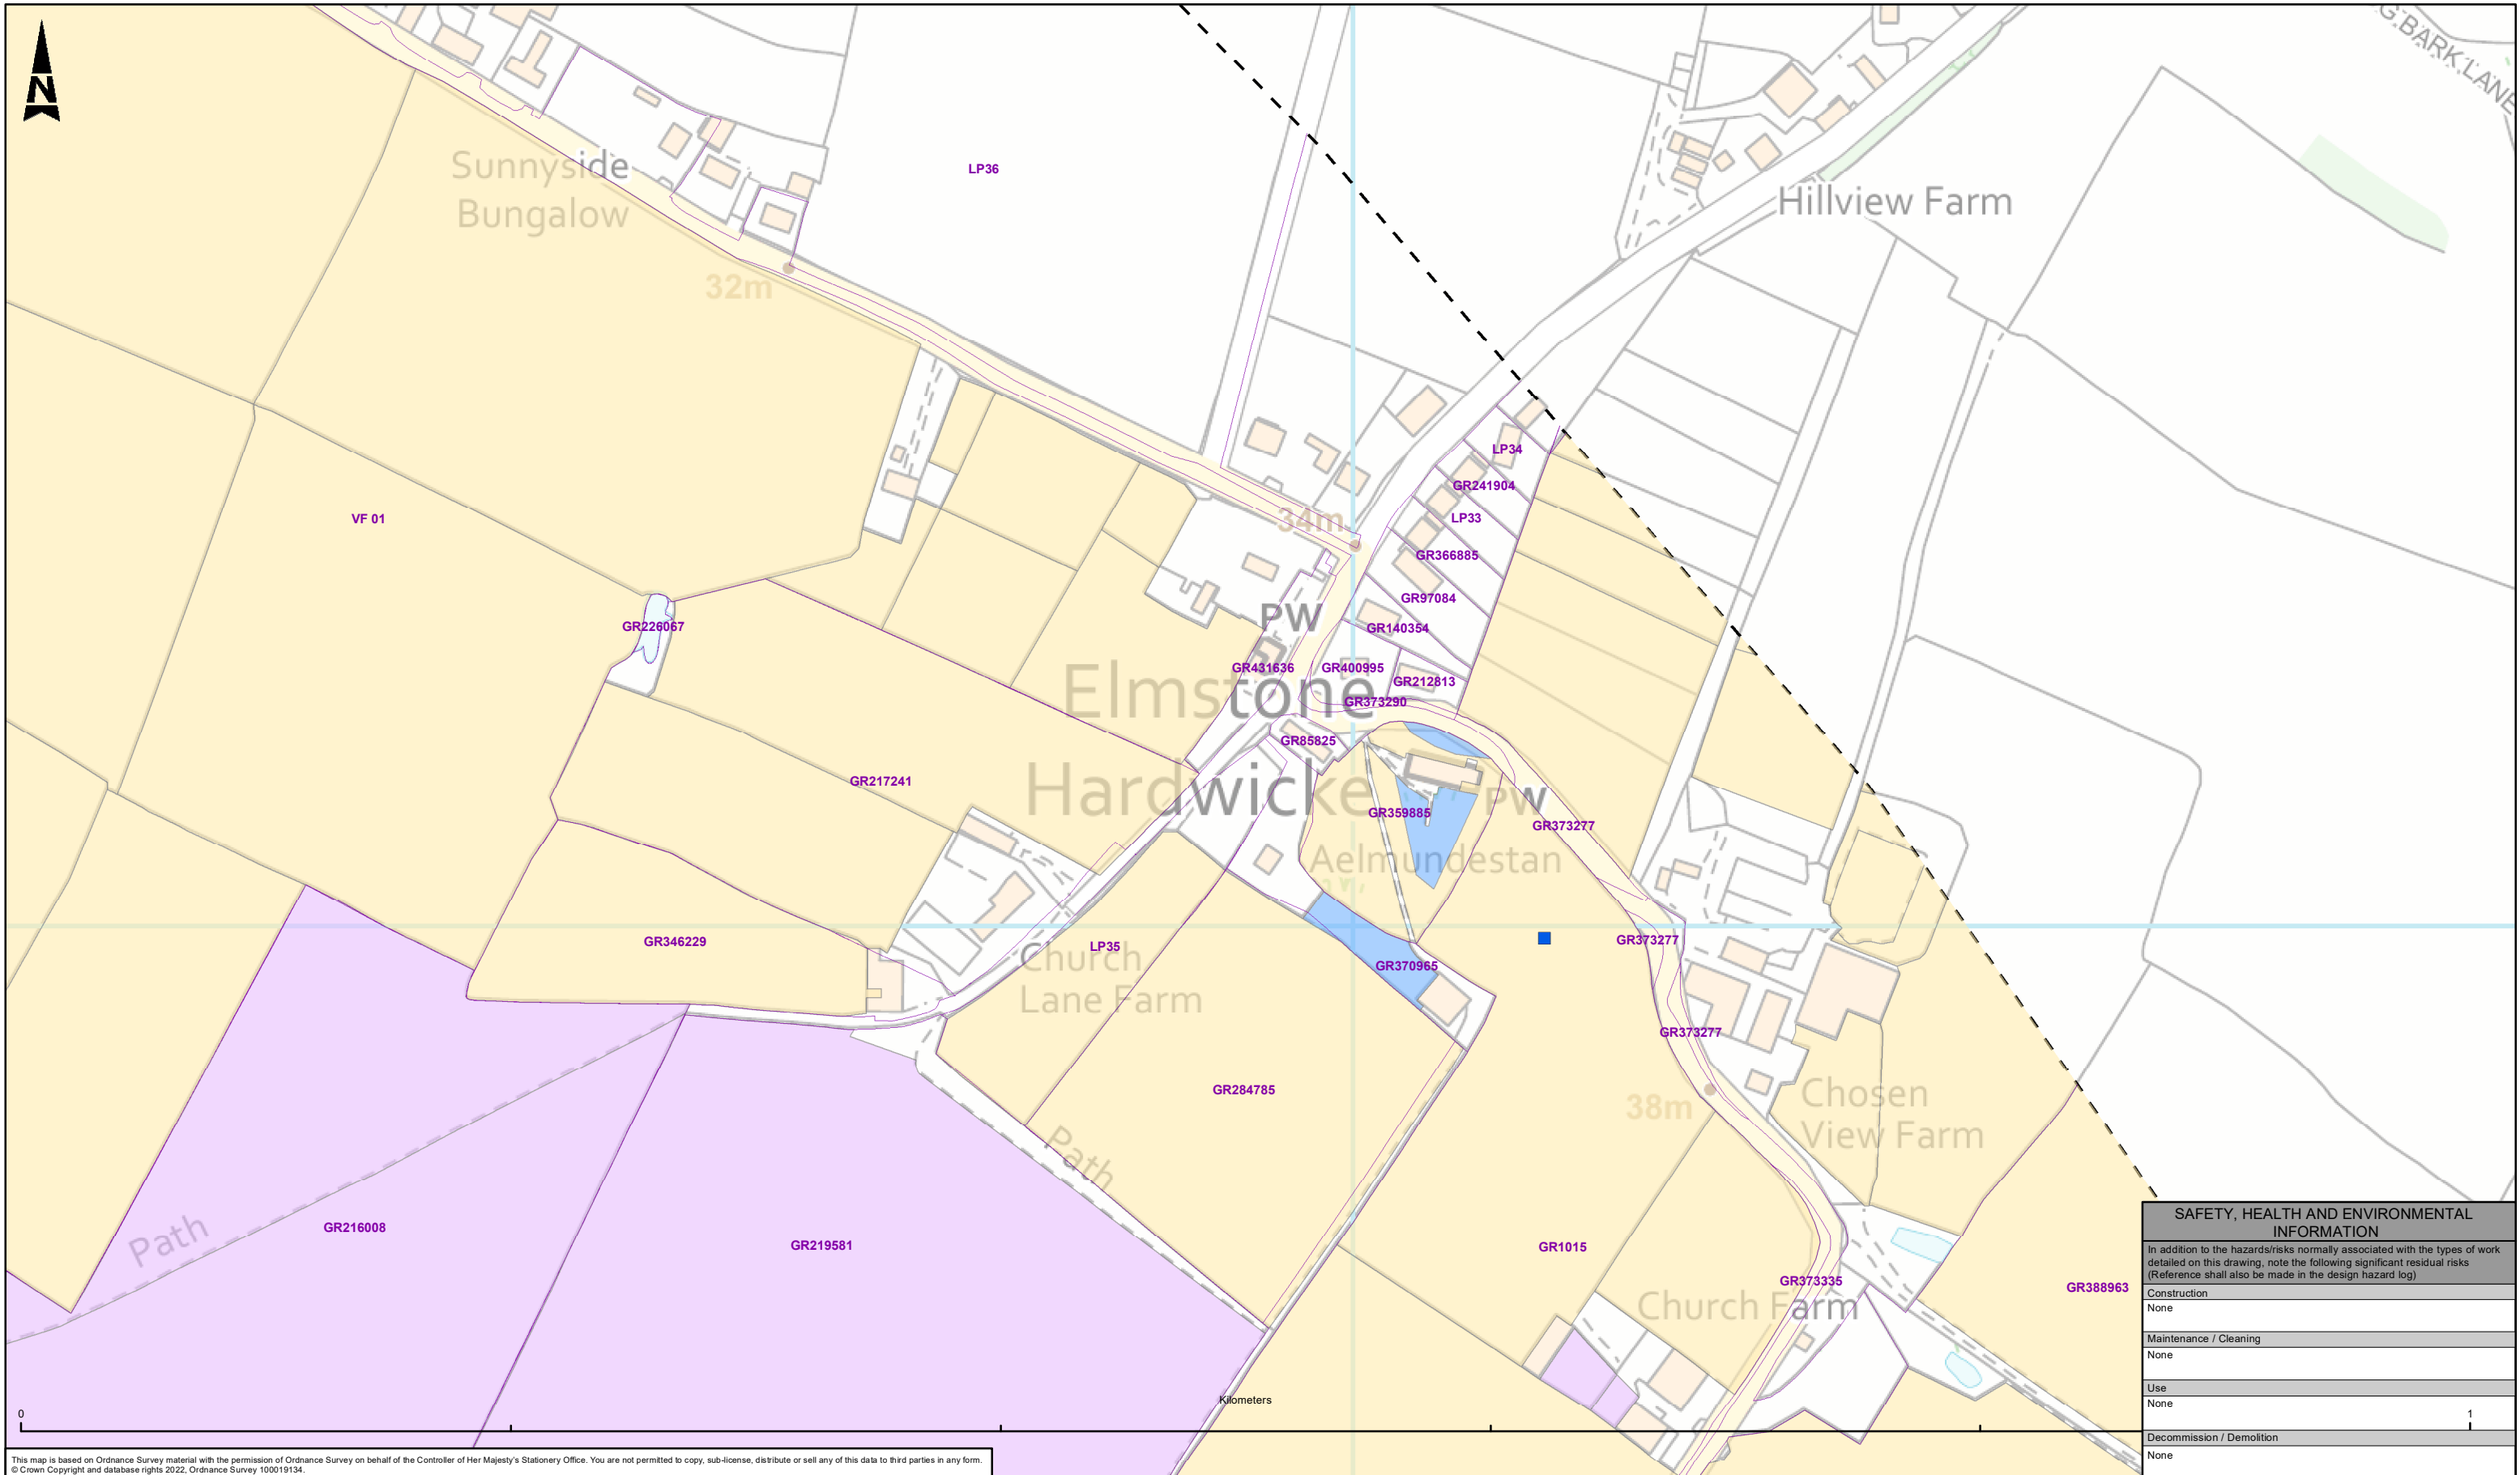 N
G BARK LANE
Sunnyside
Bungalow
LP36
Hillview Farm
32m
LP34
GR241904
LP33
VF 01
34m
GR366885
GR97084
PW
GR226067
GR140354
GR431636
GR400995
GR212813
Elmstone
GR373290
GR85825
GR217241
Hardwicke
PW
GR359885
GR373277
Aelmundestan
GR346229
LP35
GR373277
Church
Lane Farm
GR370965
GR373277
GR284785
38m
Chosen
View Farm
Path
Path
GR216008
GR219581
GR1015
GR373335
GR388963
Church Farm
SAFETY, HEALTH AND ENVIRONMENTAL
INFORMATION
In addition to the hazards/risks normally associated with the types of work
detailed on this drawing, note the following significant residual risks
(Reference shall also be made in the design hazard log)
Construction
None
Maintenance / Cleaning
None
Use
None
Decommission / Demolition
None
0
Kilometers
1
This map is based on Ordnance Survey material with the permission of Ordnance Survey on behalf of the Controller of Her Majesty's Stationery Office. You are not permitted to copy, sub-license, distribute or sell any of this data to third parties in any form.
© Crown Copyright and database rights 2022, Ordnance Survey 100019134.